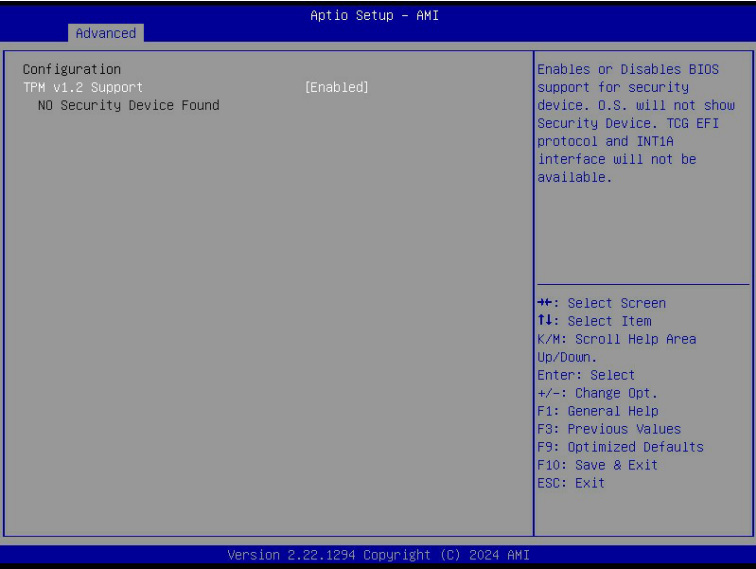 Aptio Setup – AMI
Advanced
Configuration
TPM v1.2 Support [Enabled]
NO Security Device Found
Enables or Disables BIOS
support for security
device. O.S. will not show
Security Device. TCG EFI
protocol and INT1A
interface will not be
available.
→←: Select Screen
↑↓: Select Item
K/M: Scroll Help Area
Up/Down.
Enter: Select
+/-: Change Opt.
F1: General Help
F3: Previous Values
F9: Optimized Defaults
F10: Save & Exit
ESC: Exit
Version 2.22.1294 Copyright (C) 2024 AMI